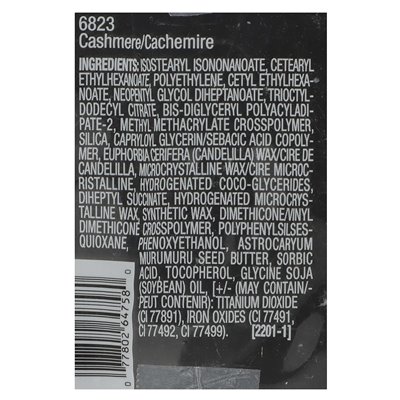 6823
Cashmere/Cachemire
INGREDIENTS: ISOSTEARYL ISONONANOATE, CETEARYL
ETHYLHEXANOATE, POLYETHYLENE, CETYL ETHYLHEXA-
NOATE, NEOPENTYL GLYCOL DIHEPTANOATE, TRIOCTYL-
DODECYL CITRATE, BIS-DIGLYCERYL POLYACYLADI-
PATE-2, METHYL METHACRYLATE CROSSPOLYMER,
SILICA, CAPRYLOYL GLYCERIN/SEBACIC ACID COPOLY-
MER, EUPHORBIA CERIFERA (CANDELILLA) WAX/CIRE DE
CANDELILLA, MICROCRYSTALLINE WAX/CIRE MICROC-
RISTALLINE, HYDROGENATED COCO-GLYCERIDES,
DIHEPTYL SUCCINATE, HYDROGENATED MICROCRY-
STALLINE WAX, SYNTHETIC WAX, DIMETHICONE/VINYL
DIMETHICONE CROSSPOLYMER, POLYPHENYLSILSES-
QUIOXANE, PHENOXYETHANOL, ASTROCARYUM
MURUMURU SEED BUTTER, SORBIC
ACID, TOCOPHEROL, GLYCINE SOJA
(SOYBEAN) OIL, [+/- (MAY CONTAIN/
PEUT CONTENIR): TITANIUM DIOXIDE
(CI 77891), IRON OXIDES (CI 77491,
CI 77492, CI 77499). [2201-1]
0 77802 64758 0